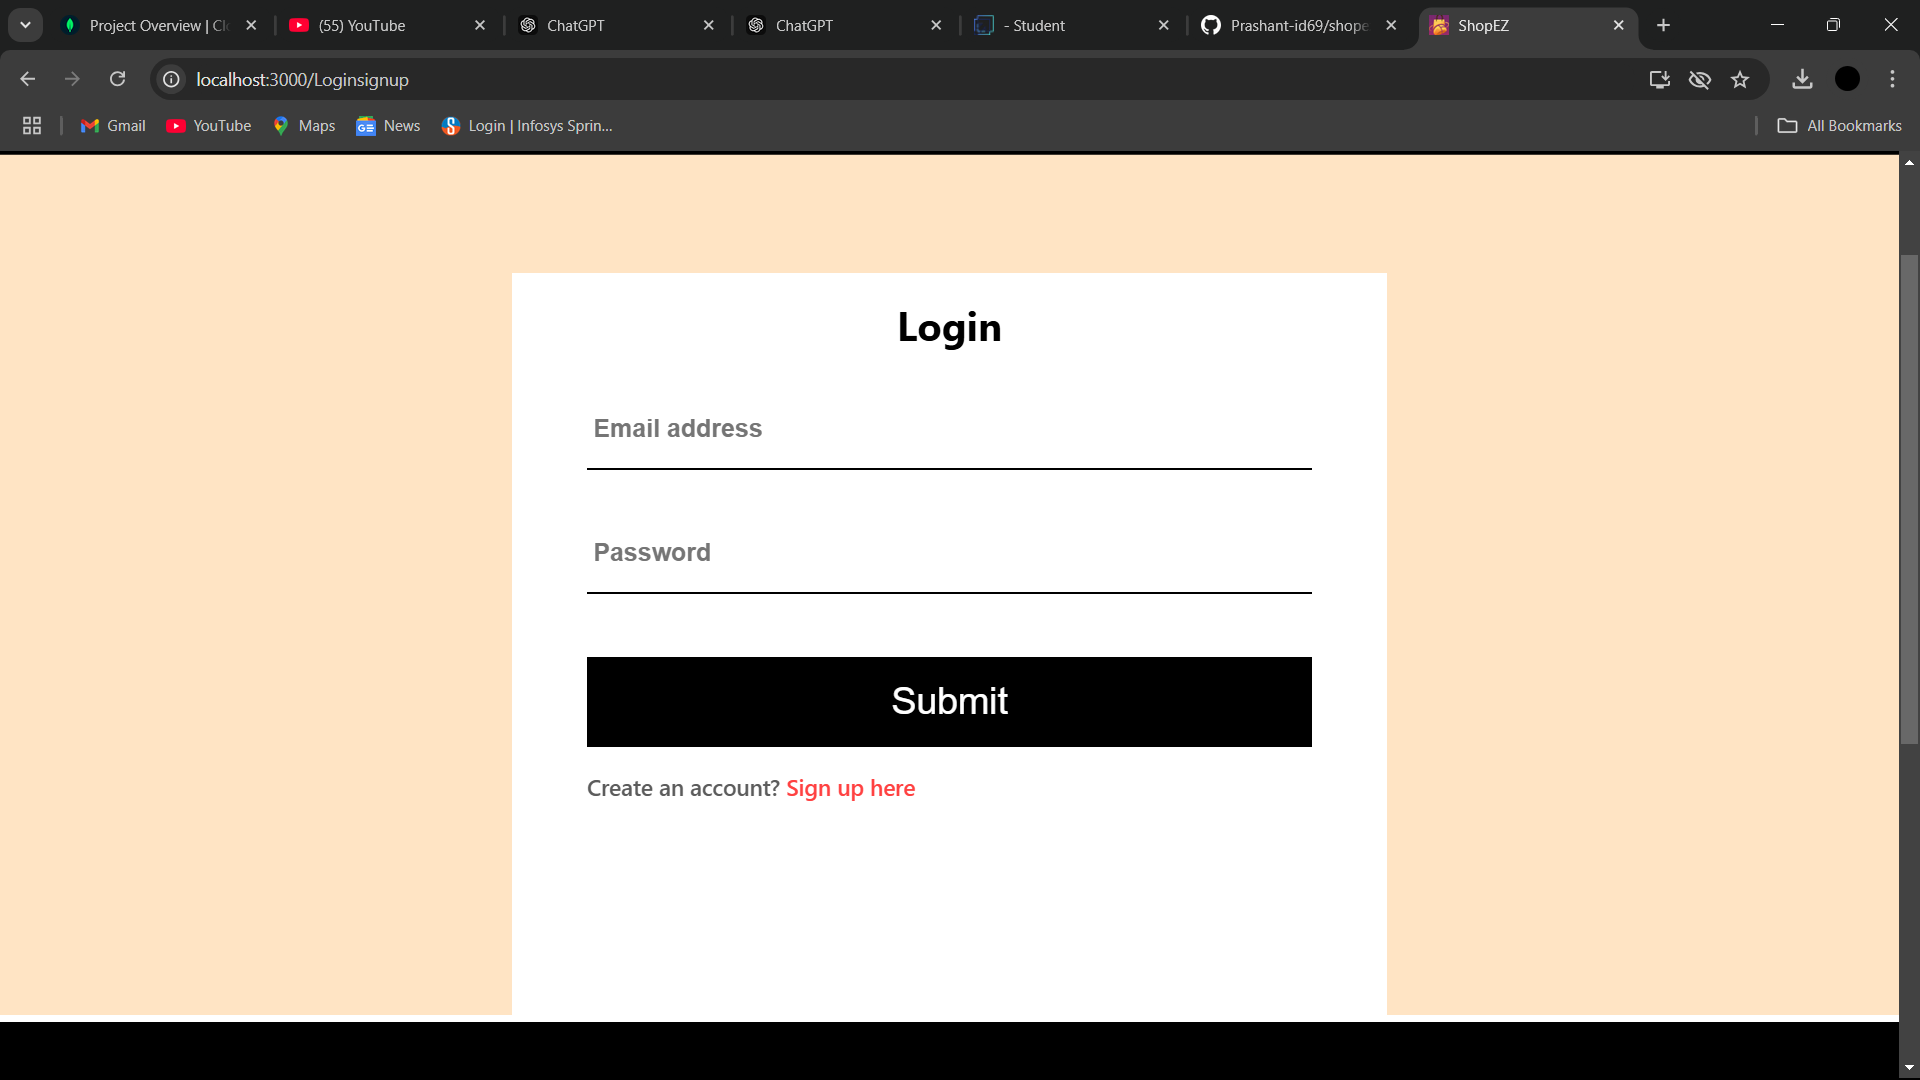 Project Overview | Clo
(55) YouTube
ChatGPT
ChatGPT
- Student
Prashant-id69/shope
ShopEZ
localhost:3000/Loginsignup
Gmail
YouTube
Maps
News
Login | Infosys Sprin...
All Bookmarks
Login
Email address
Password
Submit
Create an account? Sign up here